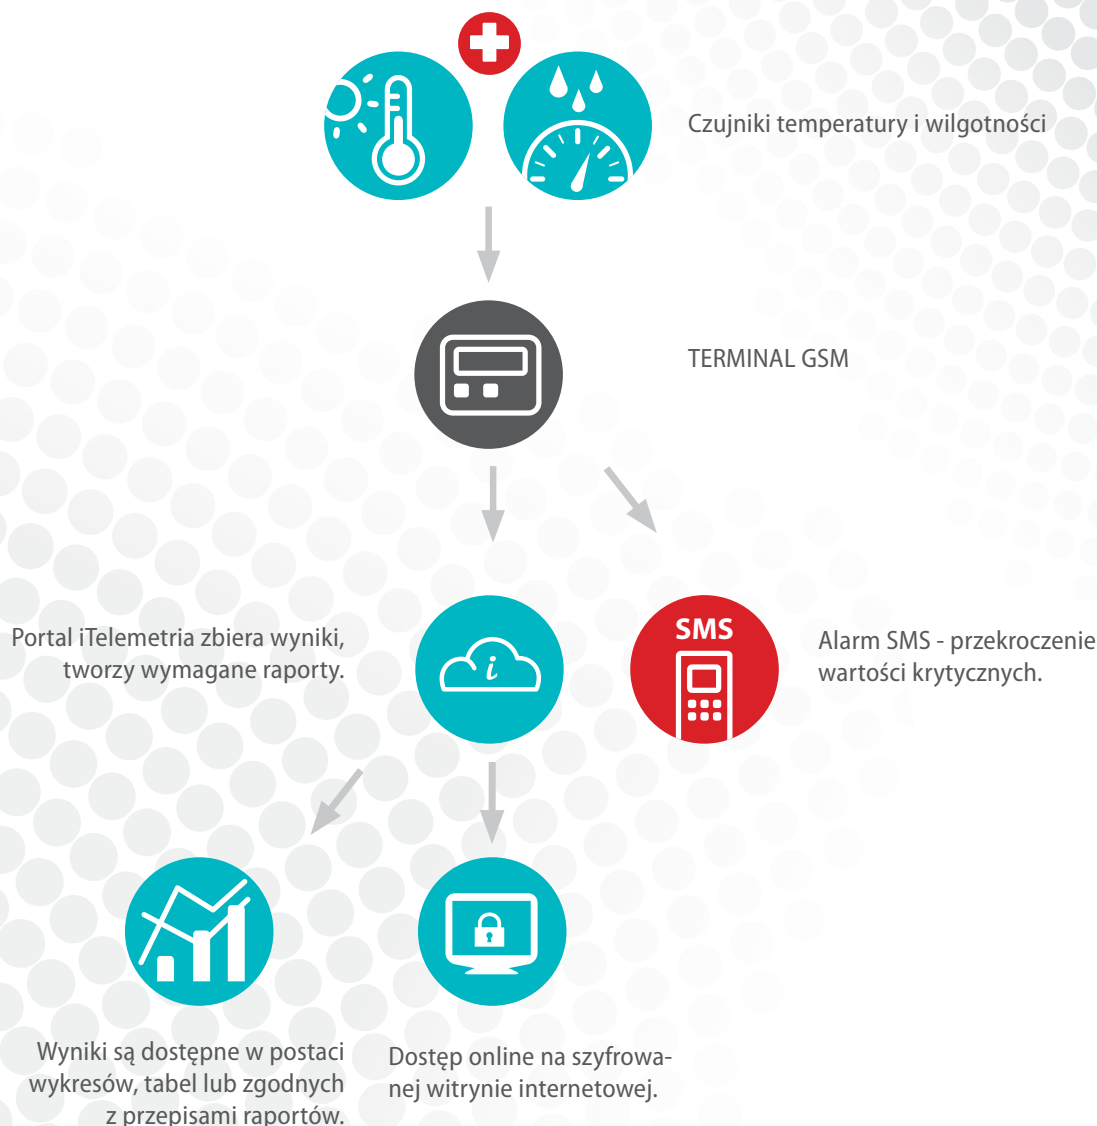 Czujniki temperatury i wilgotności
TERMINAL GSM
Portal iTelemetria zbiera wyniki,
tworzy wymagane raporty.
i
SMS
Alarm SMS - przekroczenie
wartości krytycznych.
Wyniki są dostępne w postaci
wykresów, tabel lub zgodnych
z przepisami raportów.
Dostęp online na szyfrowa-
nej witrynie internetowej.